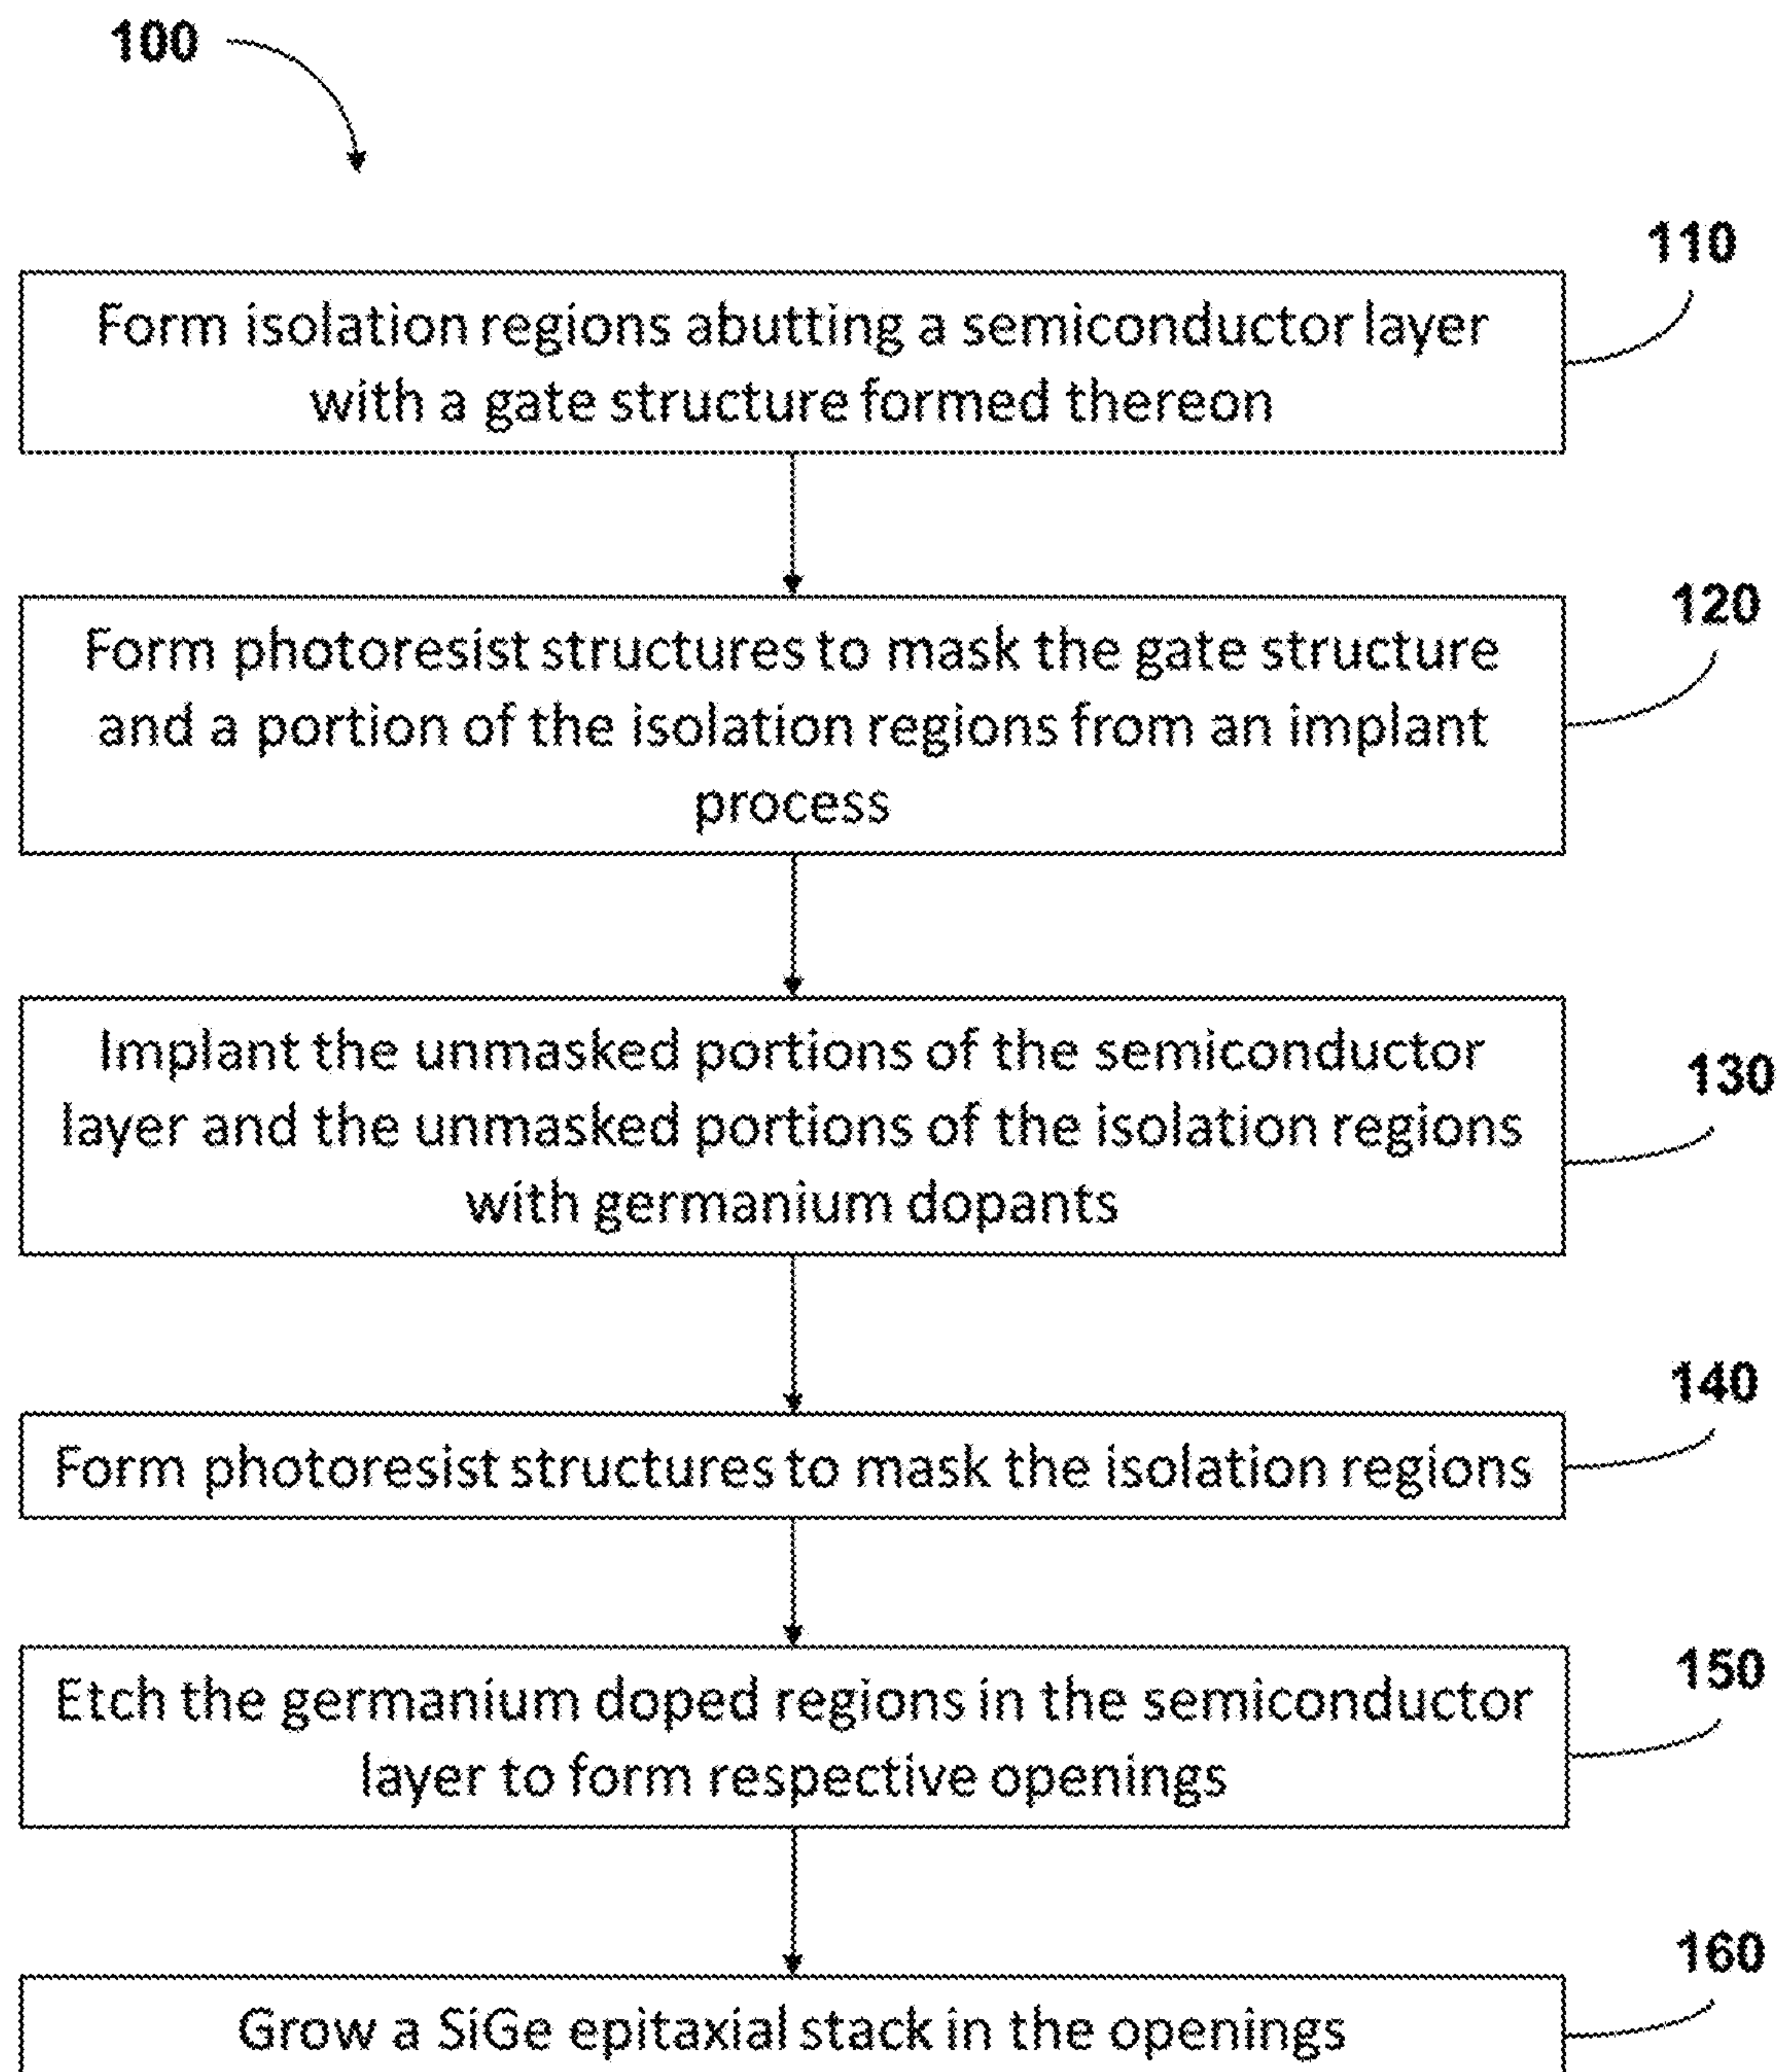 100
110
Form isolation regions abutting a semiconductor layer
with a gate structure formed thereon
120
Form photoresist structures to mask the gate structure
and a portion of the isolation regions from an implant
process
130
Implant the unmasked portions of the semiconductor
layer and the unmasked portions of the isolation regions
with germanium dopants
140
Form photoresist structures to mask the isolation regions
150
Etch the germanium doped regions in the semiconductor
layer to form respective openings
160
Grow a SiGe epitaxial stack in the openings